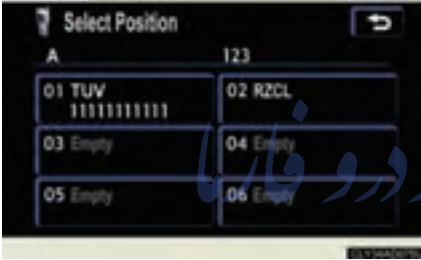 Select Position
A 123
01 TUV 02 RZCL
11111111111
03 Empty 04 Empty
05 Empty 06 Empty